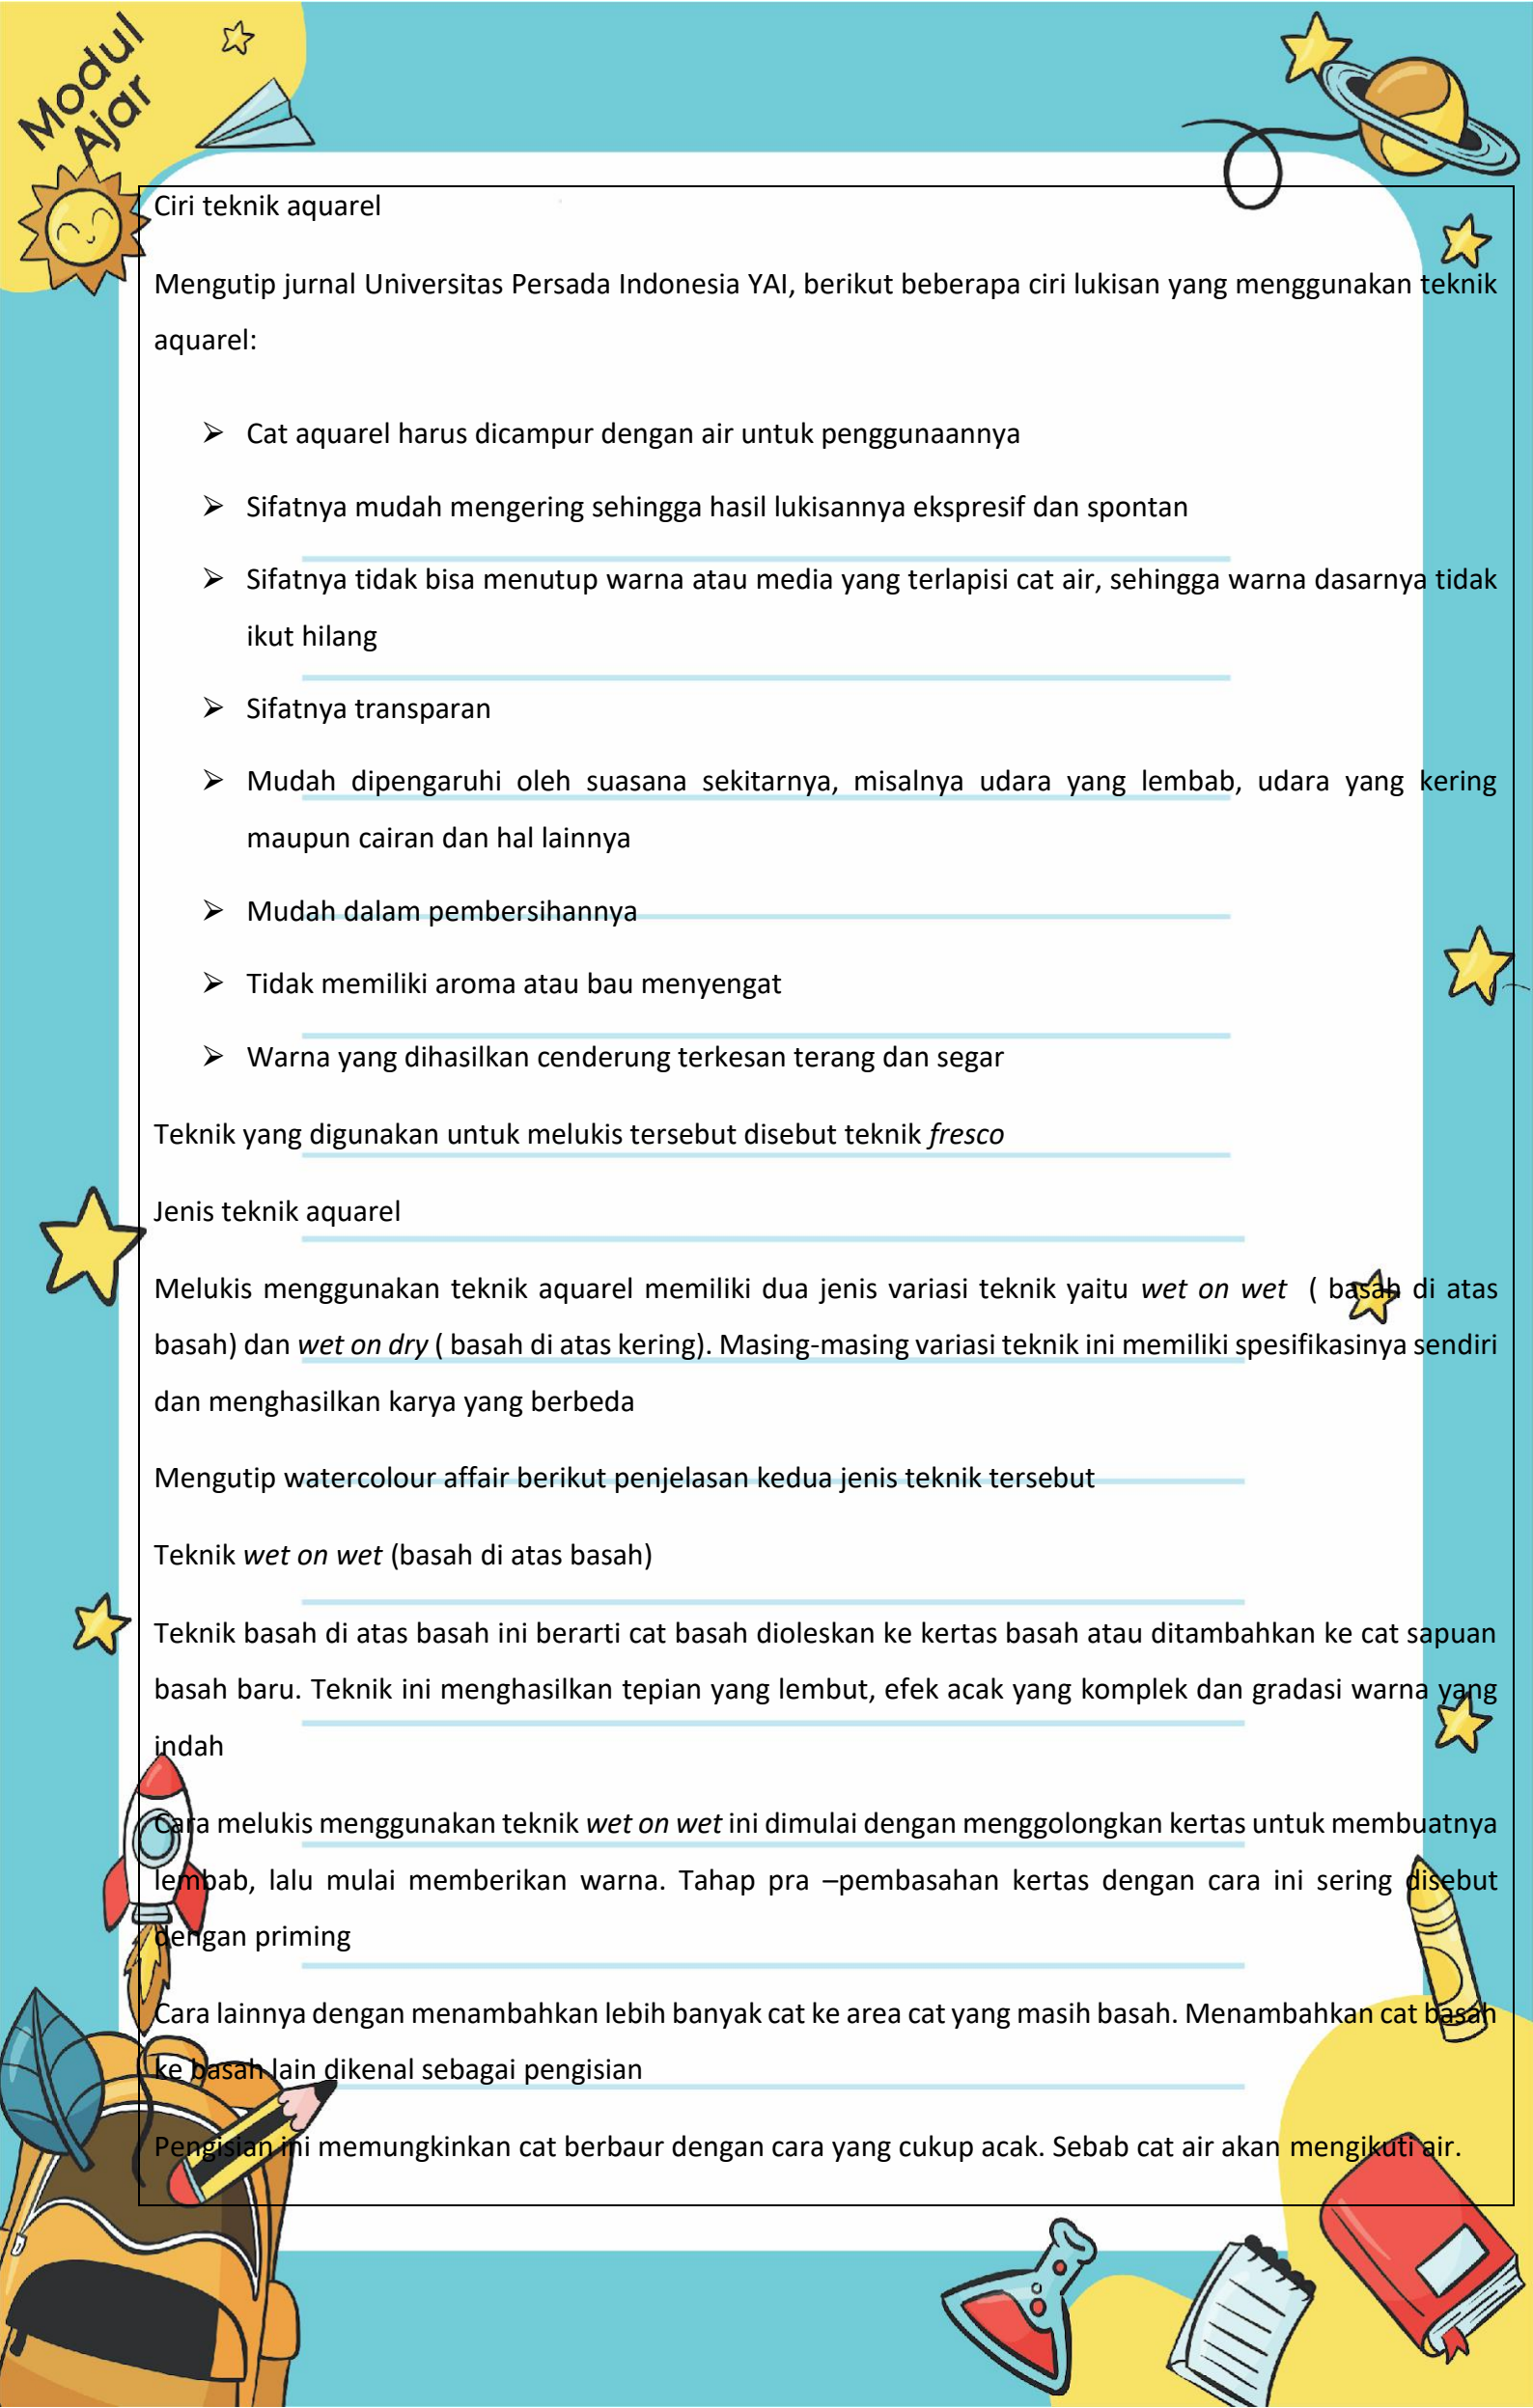 Modul
Ajar
Ciri teknik aquarel
Mengutip jurnal Universitas Persada Indonesia YAI, berikut beberapa ciri lukisan yang menggunakan teknik
aquarel:
➢ Cat aquarel harus dicampur dengan air untuk penggunaannya
➢ Sifatnya mudah mengering sehingga hasil lukisannya ekspresif dan spontan
➢ Sifatnya tidak bisa menutup warna atau media yang terlapisi cat air, sehingga warna dasarnya tidak
ikut hilang
➢ Sifatnya transparan
➢ Mudah dipengaruhi oleh suasana sekitarnya, misalnya udara yang lembab, udara yang kering
maupun cairan dan hal lainnya
➢ Mudah dalam pembersihannya
➢ Tidak memiliki aroma atau bau menyengat
➢ Warna yang dihasilkan cenderung terkesan terang dan segar
Teknik yang digunakan untuk melukis tersebut disebut teknik fresco
Jenis teknik aquarel
Melukis menggunakan teknik aquarel memiliki dua jenis variasi teknik yaitu wet on wet ( basah di atas
basah) dan wet on dry ( basah di atas kering). Masing-masing variasi teknik ini memiliki spesifikasinya sendiri
dan menghasilkan karya yang berbeda
Mengutip watercolour affair berikut penjelasan kedua jenis teknik tersebut
Teknik wet on wet (basah di atas basah)
Teknik basah di atas basah ini berarti cat basah dioleskan ke kertas basah atau ditambahkan ke cat sapuan
basah baru. Teknik ini menghasilkan tepian yang lembut, efek acak yang komplek dan gradasi warna yang
indah
Cara melukis menggunakan teknik wet on wet ini dimulai dengan menggolongkan kertas untuk membuatnya
lembab, lalu mulai memberikan warna. Tahap pra –pembasahan kertas dengan cara ini sering disebut
dengan priming
Cara lainnya dengan menambahkan lebih banyak cat ke area cat yang masih basah. Menambahkan cat basah
ke basah lain dikenal sebagai pengisian
Pengisian ini memungkinkan cat berbaur dengan cara yang cukup acak. Sebab cat air akan mengikuti air.